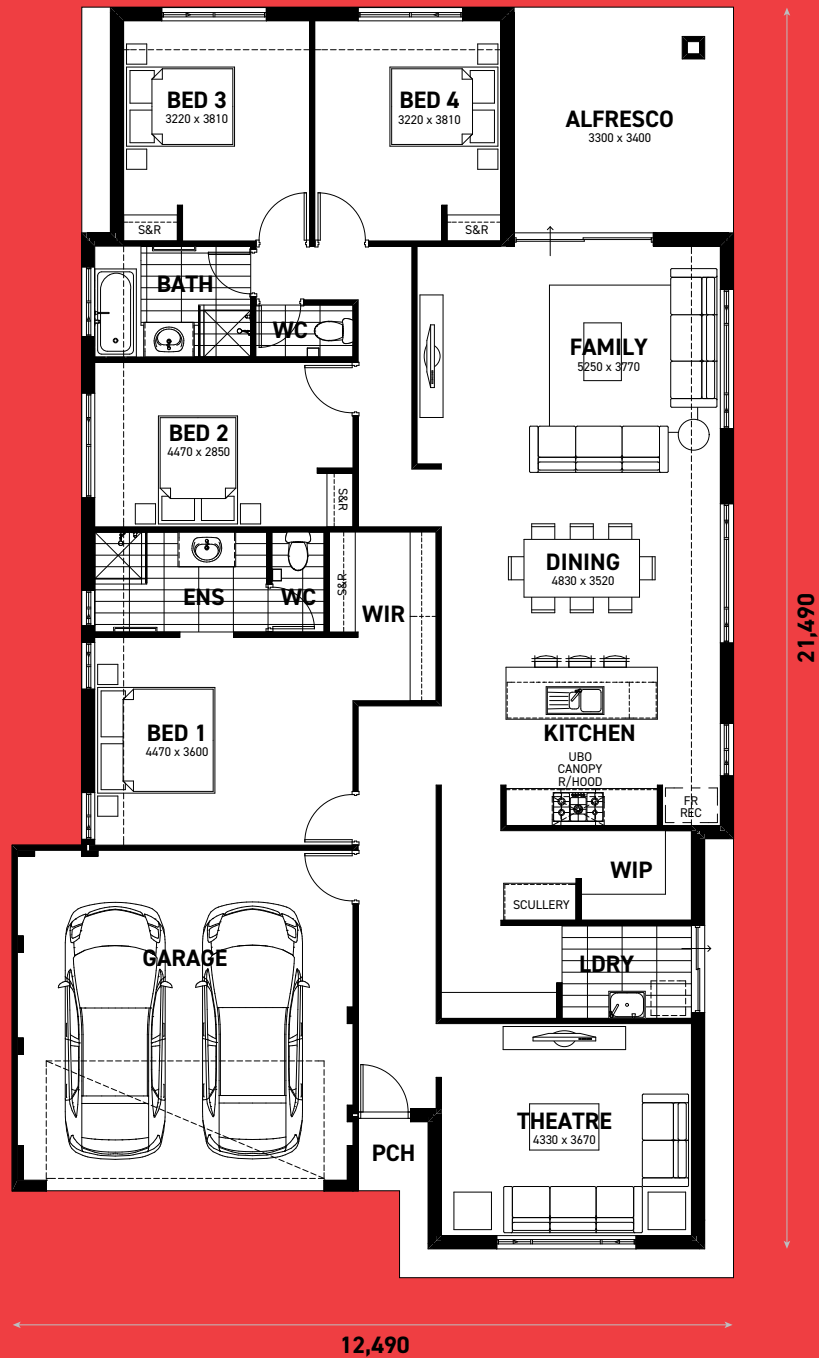 BED 3
3220 x 3810
BED 4
3220 x 3810
ALFRESCO
3300 x 3400
S&R
S&R
BATH
WC
FAMILY
5250 x 3770
BED 2
4470 x 2850
S&R
DINING
4830 x 3520
ENS
WC
S&R
WIR
21,490
BED 1
4470 x 3600
KITCHEN
UBO
CANOPY
R/HOOD
FR
REC
WIP
SCULLERY
GARAGE
LDRY
THEATRE
4330 x 3670
PCH
12,490